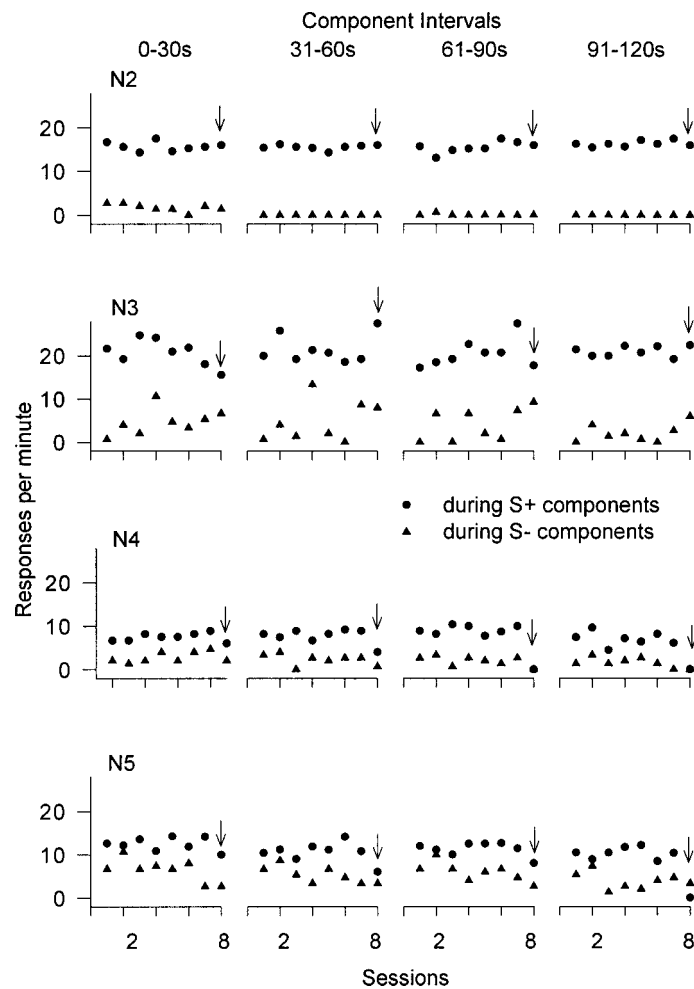 Component Intervals
0-30s 31-60s 61-90s 91-120s
N2
20
10
0
N3
20
10
0
during S+ components
during S- components
N4
20
10
0
N5
20
10
0
2 8 2 8 2 8 2 8
Sessions
Responses per minute